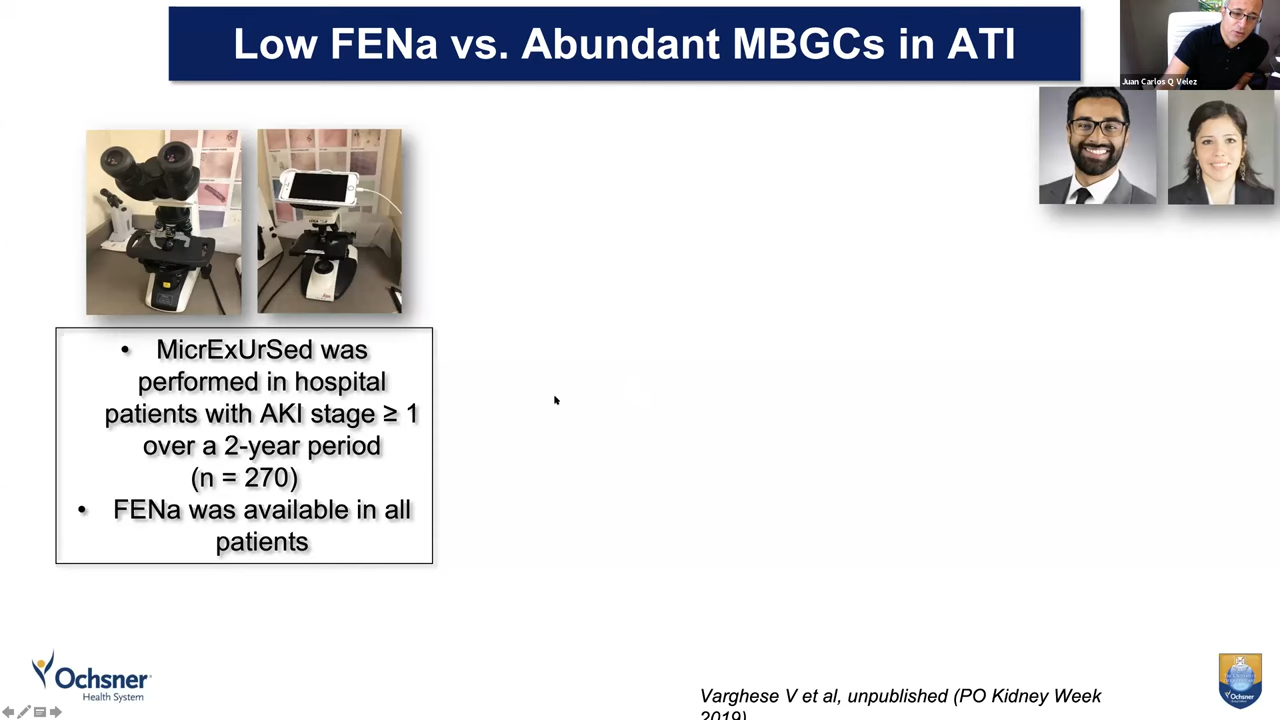 Low FENa vs. Abundant MBGCs in ATI
Juan Carlos Q Velez
• MicrExUrSed was
performed in hospital
patients with AKI stage ≥ 1
over a 2-year period
(n = 270)
• FENa was available in all
patients
Ochsner
Health System
Varghese V et al, unpublished (PO Kidney Week
2019)